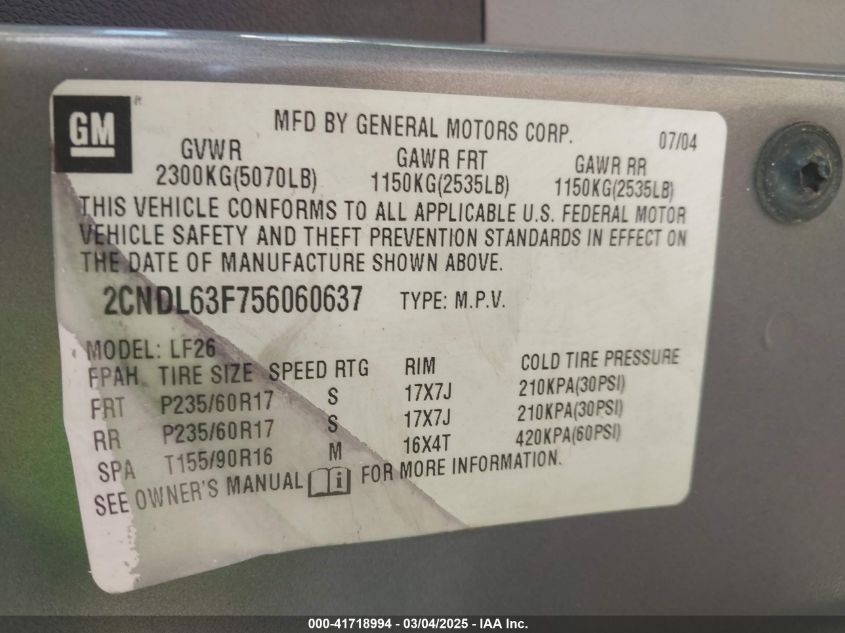 GM
MFD BY GENERAL MOTORS CORP. 07/04
GVWR GAWR FRT GAWR RR
2300KG(5070LB) 1150KG(2535LB) 1150KG(2535LB)
THIS VEHICLE CONFORMS TO ALL APPLICABLE U.S. FEDERAL MOTOR
VEHICLE SAFETY AND THEFT PREVENTION STANDARDS IN EFFECT ON
THE DATE OF MANUFACTURE SHOWN ABOVE.
2CNDL63F756060637 TYPE: M.P.V.
MODEL: LF26
FPAH TIRE SIZE SPEED RTG RIM COLD TIRE PRESSURE
FRT P235/60R17 S 17X7J 210KPA(30PSI)
RR P235/60R17 S 17X7J 210KPA(30PSI)
SPA T155/90R16 M 16X4T 420KPA(60PSI)
SEE OWNER'S MANUAL i FOR MORE INFORMATION.
000-41718994 - 03/04/2025 - IAA Inc.